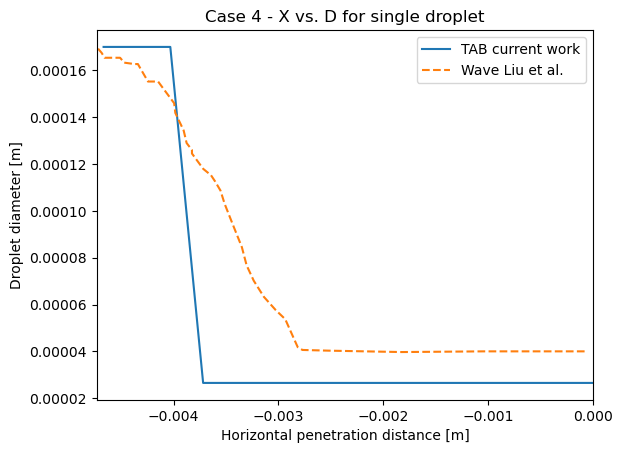 Case 4 - X vs. D for single droplet
TAB current work
Wave Liu et al.
Droplet diameter [m]
0.00016
0.00014
0.00012
0.00010
0.00008
0.00006
0.00004
0.00002
−0.004 −0.003 −0.002 −0.001 0.000
Horizontal penetration distance [m]